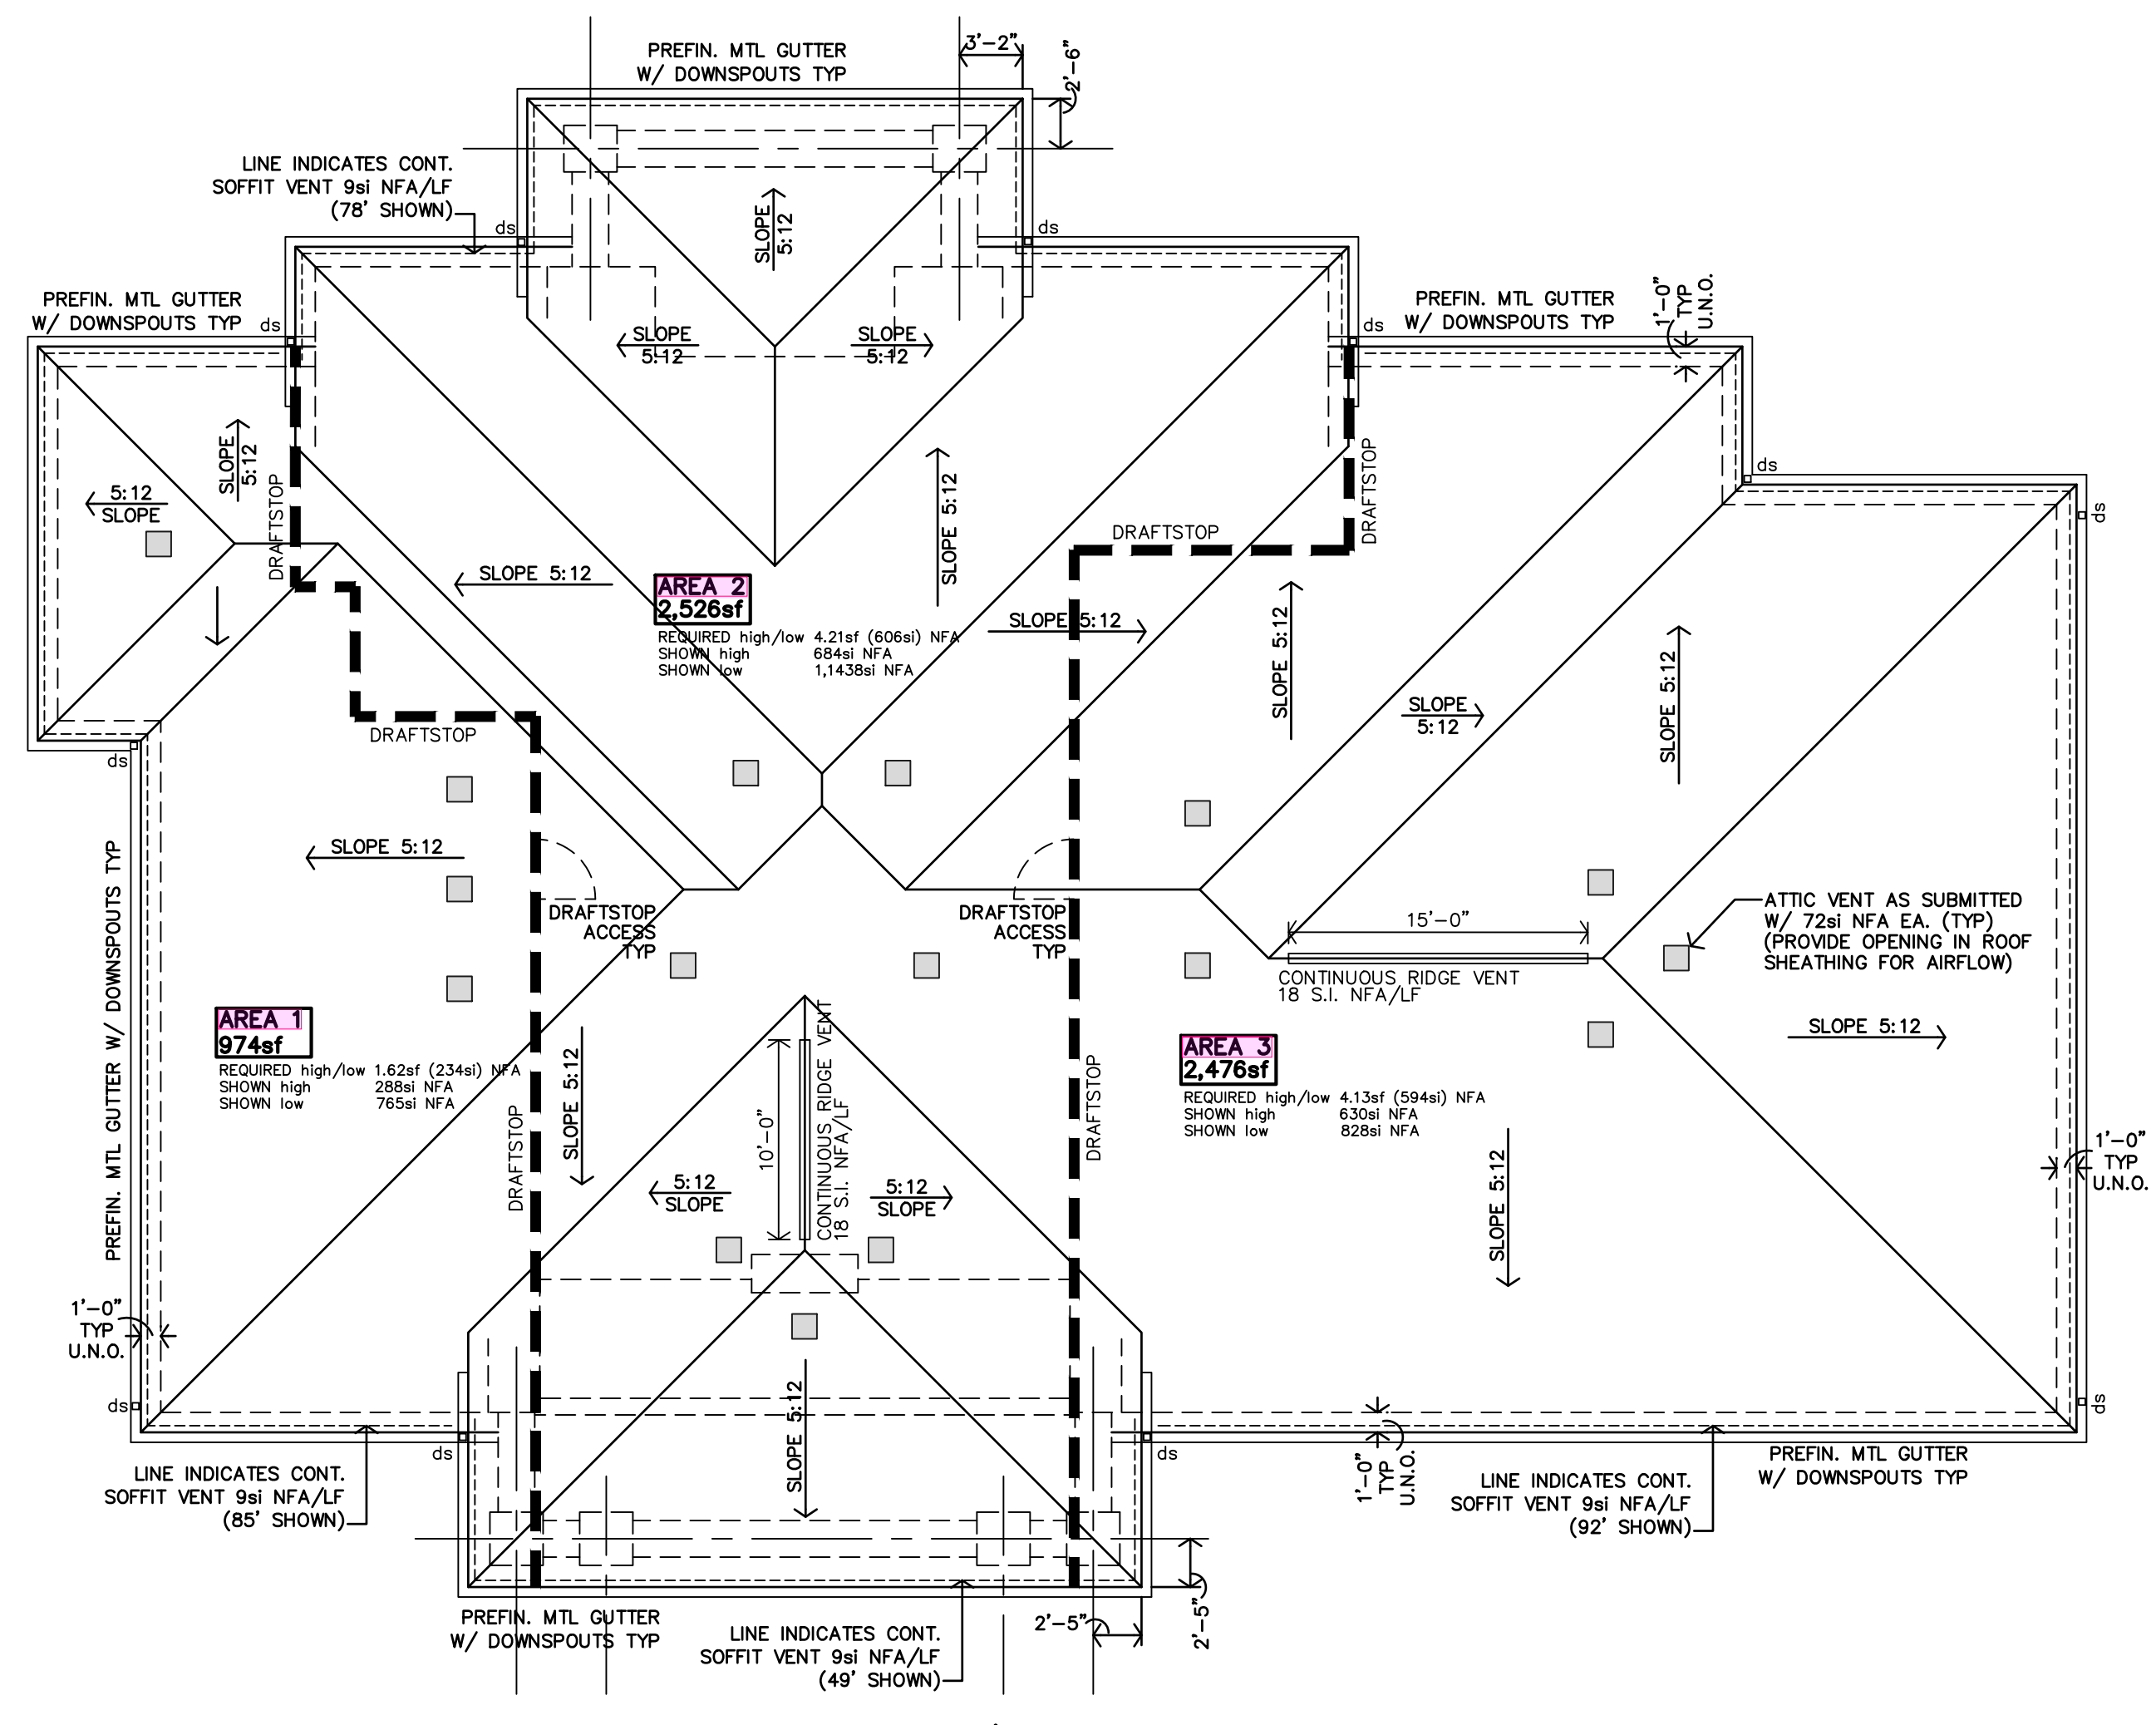 PREFIN. MTL GUTTER
W/ DOWNSPOUTS TYP
3'-2"
2'-6"
LINE INDICATES CONT.
SOFFIT VENT 9si NFA/LF
(78' SHOWN)
ds
ds
SLOPE
5:12
PREFIN. MTL GUTTER
W/ DOWNSPOUTS TYP
ds
SLOPE
5:12
SLOPE
5:12
ds
PREFIN. MTL GUTTER
W/ DOWNSPOUTS TYP
1'-0"
TYP
U.N.O.
5:12
SLOPE
SLOPE
5:12
DRAFTSTOP
SLOPE 5:12
SLOPE 5:12
DRAFTSTOP
DRAFTSTOP
ds
ds
AREA 2
2,526sf
REQUIRED high/low 4.21sf (606si) NFA
SHOWN high 684si NFA
SHOWN low 1,1438si NFA
SLOPE 5:12
SLOPE 5:12
SLOPE
5:12
SLOPE 5:12
DRAFTSTOP
ds
SLOPE 5:12
PREFIN. MTL GUTTER W/ DOWNSPOUTS TYP
DRAFTSTOP
ACCESS
TYP
DRAFTSTOP
ACCESS
TYP
15'-0"
CONTINUOUS RIDGE VENT
18 S.I. NFA/LF
ATTIC VENT AS SUBMITTED
W/ 72si NFA EA. (TYP)
(PROVIDE OPENING IN ROOF
SHEATHING FOR AIRFLOW)
AREA 1
974sf
REQUIRED high/low 1.62sf (234si) NFA
SHOWN high 288si NFA
SHOWN low 765si NFA
DRAFTSTOP
SLOPE 5:12
10'-0"
CONTINUOUS RIDGE VENT
18 S.I. NFA/LF
5:12
SLOPE
5:12
SLOPE
DRAFTSTOP
AREA 3
2,476sf
REQUIRED high/low 4.13sf (594si) NFA
SHOWN high 630si NFA
SHOWN low 828si NFA
SLOPE 5:12
SLOPE 5:12
1'-0"
TYP
U.N.O.
1'-0"
TYP
U.N.O.
ds
ds
SLOPE 5:12
ds
ds
1'-0"
TYP
U.N.O.
PREFIN. MTL GUTTER
W/ DOWNSPOUTS TYP
LINE INDICATES CONT.
SOFFIT VENT 9si NFA/LF
(85' SHOWN)
LINE INDICATES CONT.
SOFFIT VENT 9si NFA/LF
(92' SHOWN)
PREFIN. MTL GUTTER
W/ DOWNSPOUTS TYP
LINE INDICATES CONT.
SOFFIT VENT 9si NFA/LF
(49' SHOWN)
2'-5"
2'-5"